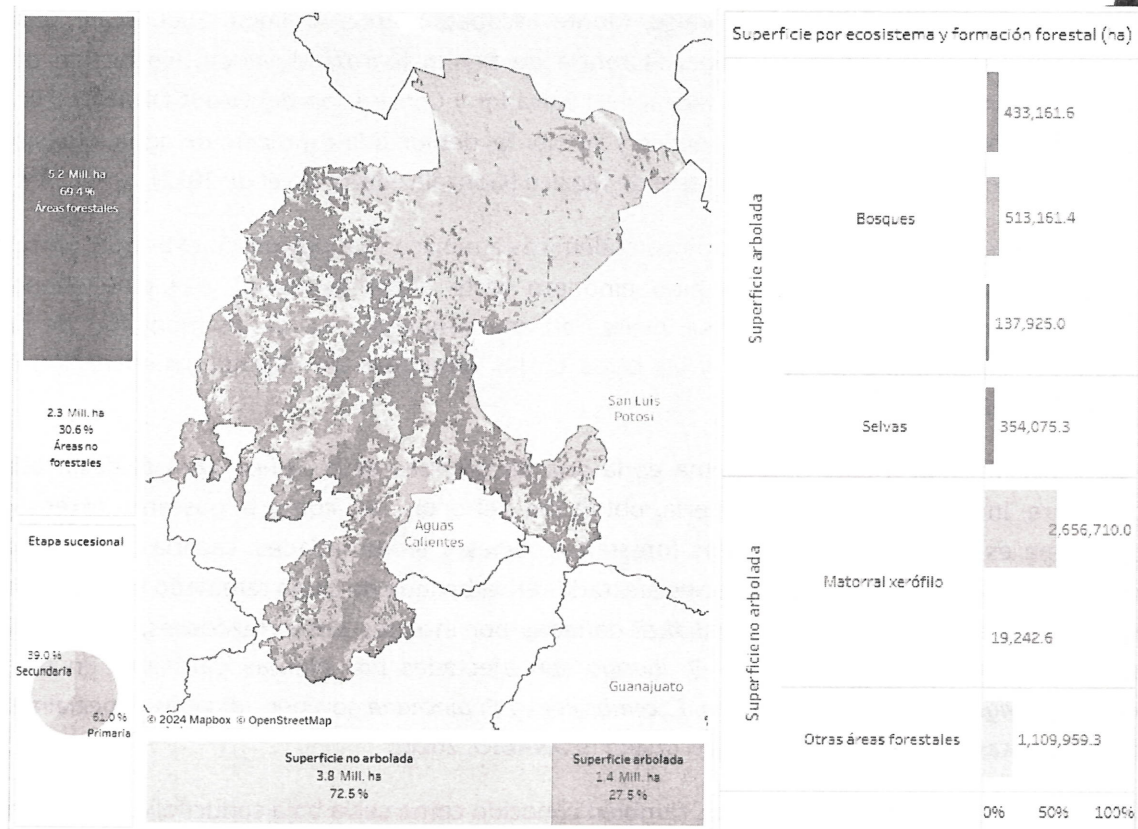 5.2 Mill. ha
69.4%
Áreas forestales
2.3 Mill. ha
30.6%
Áreas no
forestales
Etapa sucesional
39.0%
Secundaria
61.0%
Primaria
San Luis
Potosí
Aguas
Calientes
Guanajuato
© 2024 Mapbox © OpenStreetMap
Superficie no arbolada
3.8 Mill. ha
72.5%
Superficie arbolada
1.4 Mill. ha
27.5%
Superficie por ecosistema y formación forestal (ha)
Superficie arbolada
Bosques
433,161.6
513,161.4
137,925.0
Selvas
354,075.3
Superficie no arbolada
Matorral xerófilo
2,656,710.0
19,242.6
Otras áreas forestales
1,109,959.3
0% 50% 100%